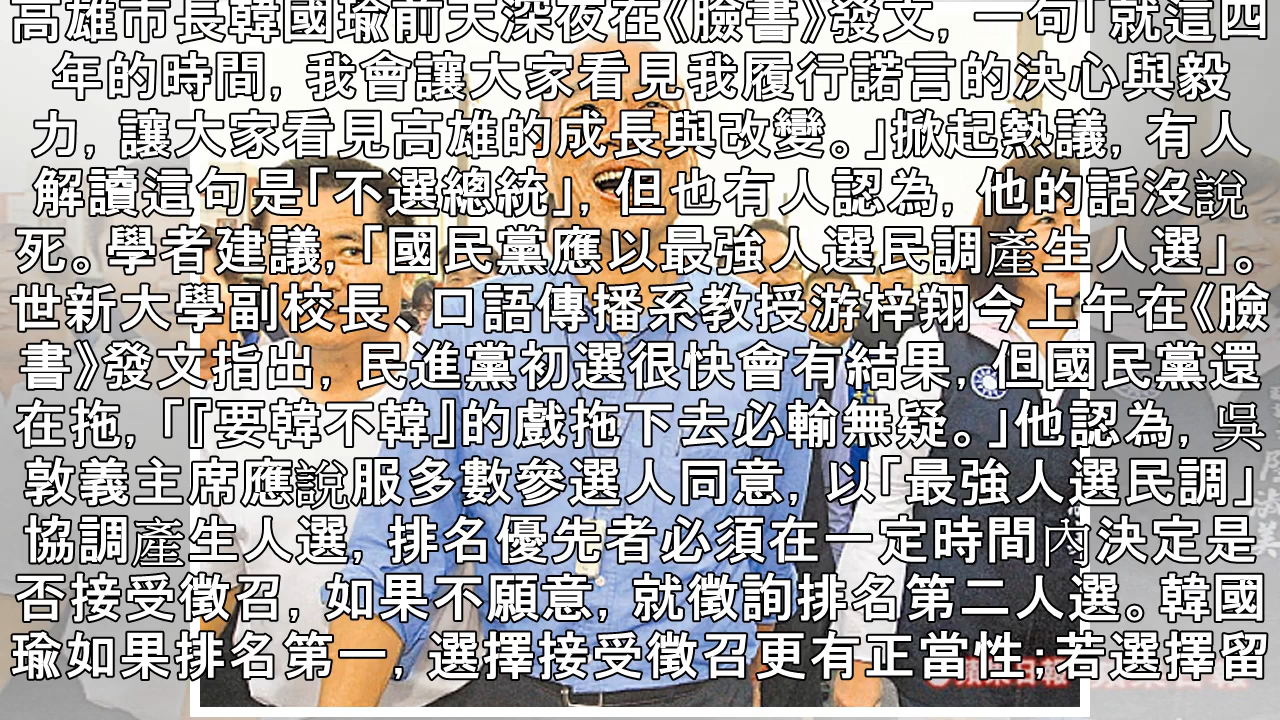 高雄市長韓國瑜前天深夜在《臉書》發文, 一句「就這四
年的時間, 我會讓大家看見我履行諾言的決心與毅
力, 讓大家看見高雄的成長與改變。」掀起熱議, 有人
解讀這句是「不選總統」, 但也有人認為, 他的話沒說
死。學者建議,「國民黨應以最強人選民調產生人選」。
世新大學副校長、口語傳播系教授游梓翔今上午在《臉
書》發文指出, 民進黨初選很快會有結果, 但國民黨還
在拖,「『要韓不韓』的戲拖下去必輸無疑。」他認為, 吳
敦義主席應說服多數參選人同意, 以「最強人選民調」
協調產生人選, 排名優先者必須在一定時間內決定是
否接受徵召, 如果不願意, 就徵詢排名第二人選。韓國
瑜如果排名第一, 選擇接受徵召更有正當性;若選擇留
蘋果日報